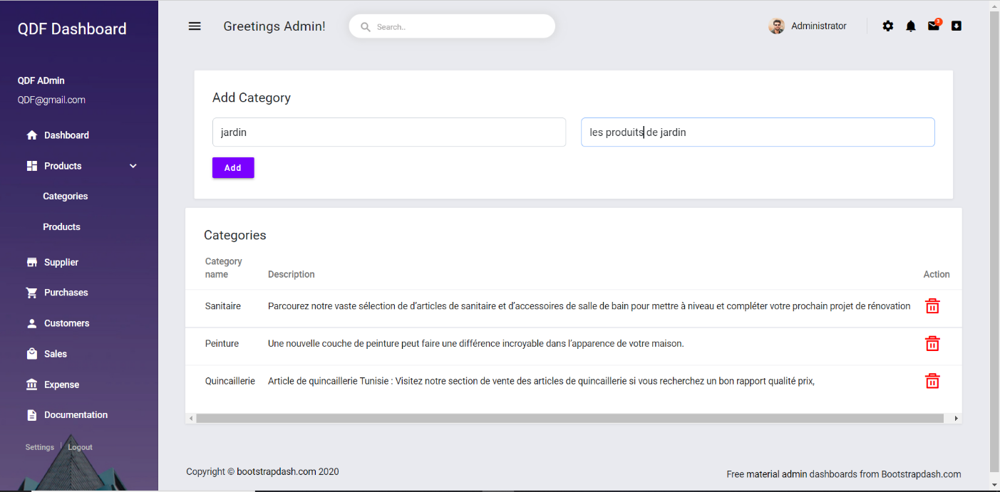 QDF Dashboard
Greetings Admin!
Search..
Administrator
3
QDF ADmin
QDF@gmail.com
Dashboard
Products
Categories
Products
Supplier
Purchases
Customers
Sales
Expense
Documentation
Settings | Logout
Add Category
jardin
les produits de jardin
Add
Categories
Category
name Description Action
Sanitaire Parcourez notre vaste sélection de d’articles de sanitaire et d’accessoires de salle de bain pour mettre à niveau et compléter votre prochain projet de rénovation
Peinture Une nouvelle couche de peinture peut faire une différence incroyable dans l’apparence de votre maison.
Quincaillerie Article de quincaillerie Tunisie : Visitez notre section de vente des articles de quincaillerie si vous recherchez un bon rapport qualité prix,
Copyright © bootstrapdash.com 2020
Free material admin dashboards from Bootstrapdash.com